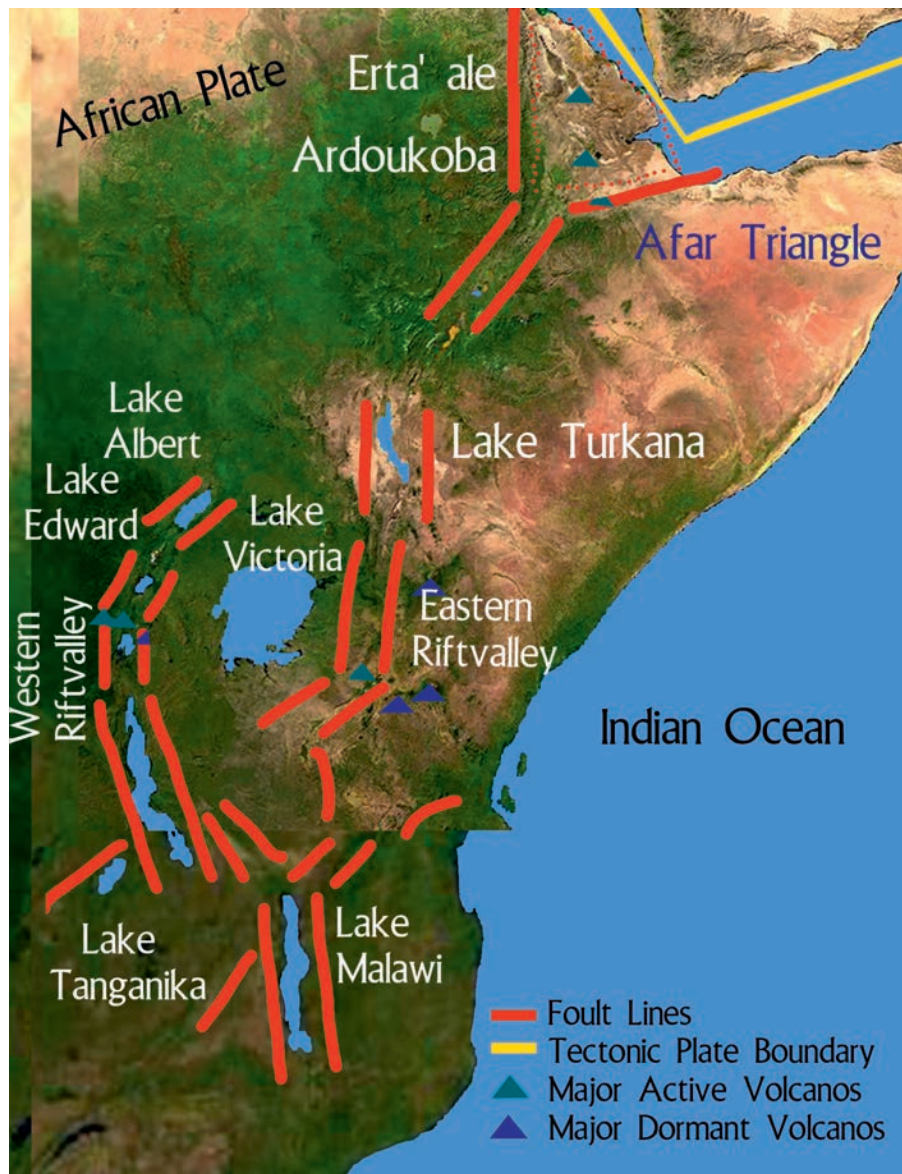 African Plate
Erta' ale
Ardoukoba
Afar Triangle
Lake
Albert
Lake
Edward
Lake
Victoria
Lake Turkana
Western
Riftvalley
Eastern
Riftvalley
Indian Ocean
Lake
Tanganika
Lake
Malawi
Foult Lines
Tectonic Plate Boundary
Major Active Volcanos
Major Dormant Volcanos